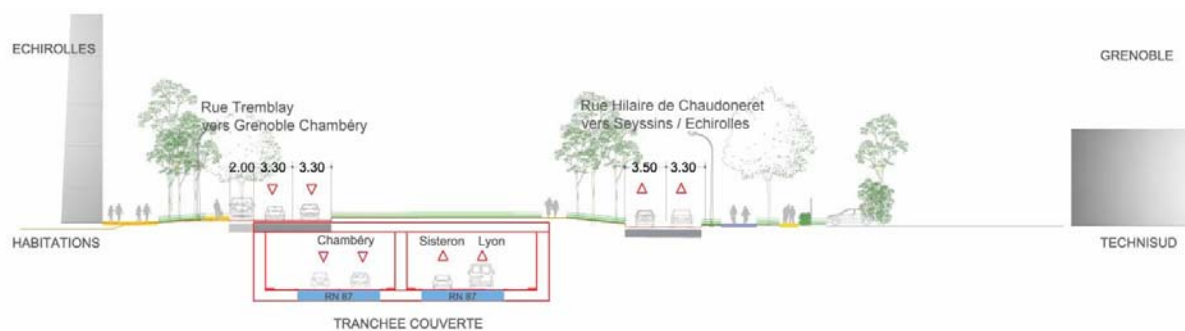 ECHIROLLES
GRENOBLE
Rue Tremblay
vers Grenoble Chambéry
Rue Hilaire de Chaudoneret
vers Seyssins / Echirolles
2.00 3.30 3.30
3.50 3.30
HABITATIONS
TECHNISUD
Chambéry
Sisteron Lyon
RN 87
RN 87
TRANCHEE COUVERTE